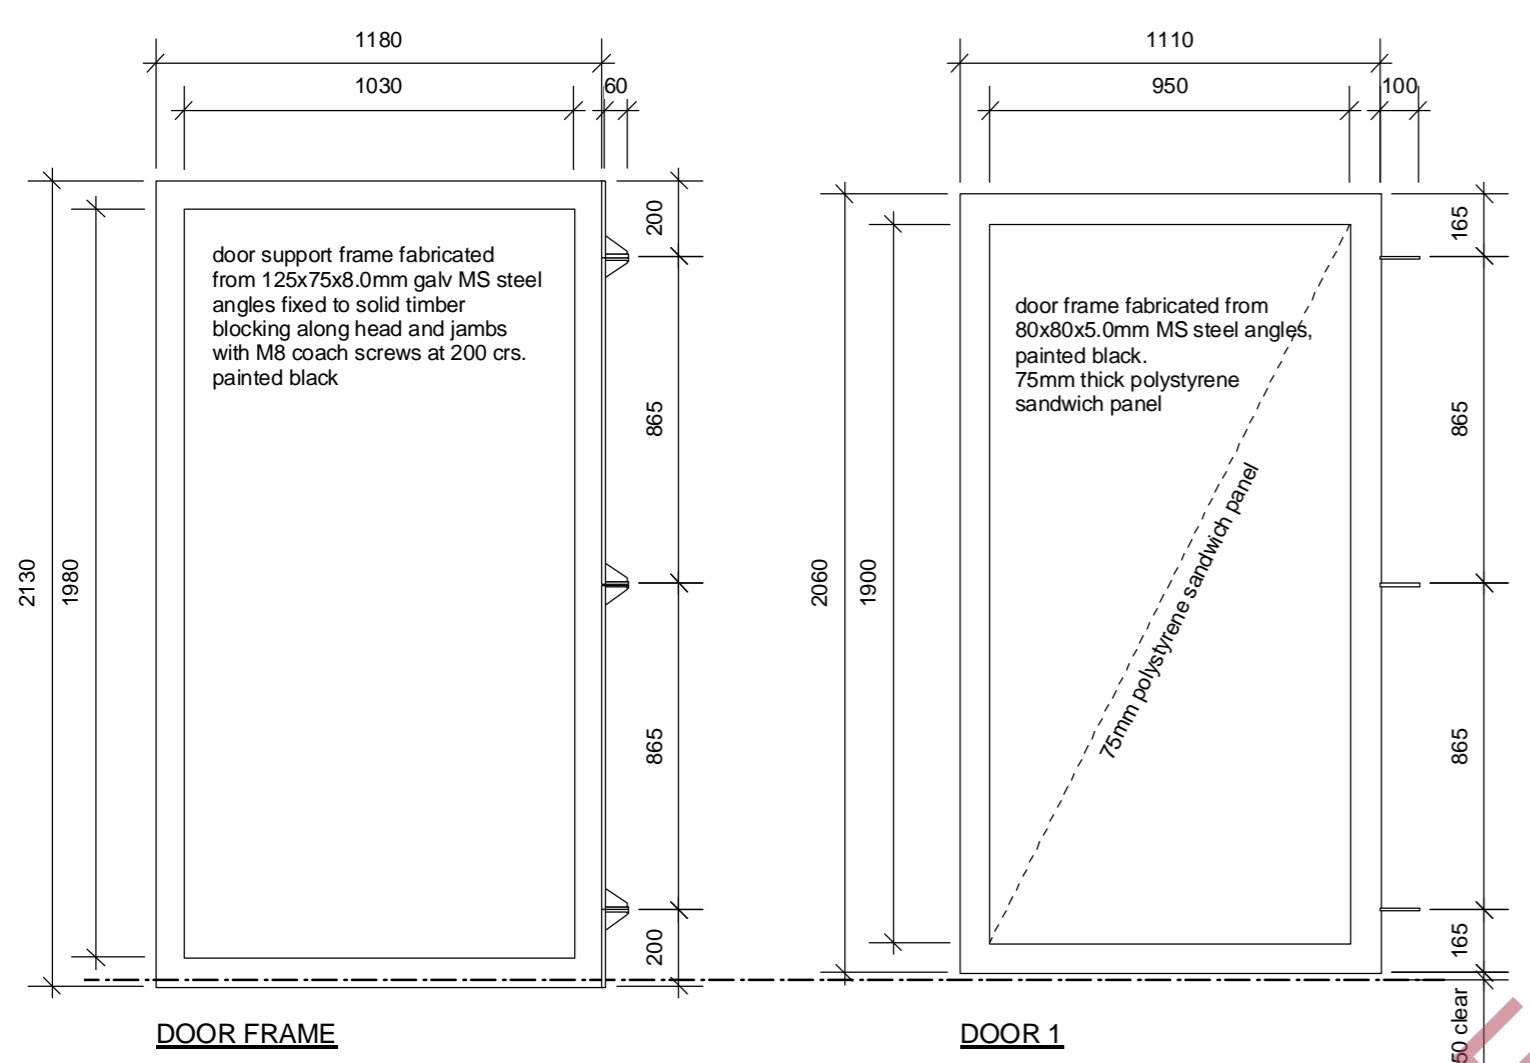 1180
1030
60
1110
950
100
200
865
2130
1980
865
200
door support frame fabricated
from 125x75x8.0mm galv MS steel
angles fixed to solid timber
blocking along head and jambs
with M8 coach screws at 200 crs.
painted black
165
865
2060
1900
865
165
door frame fabricated from
80x80x5.0mm MS steel angles,
painted black.
75mm thick polystyrene
sandwich panel
75mm polystyrene sandwich panel
50 clear
DOOR FRAME
DOOR 1